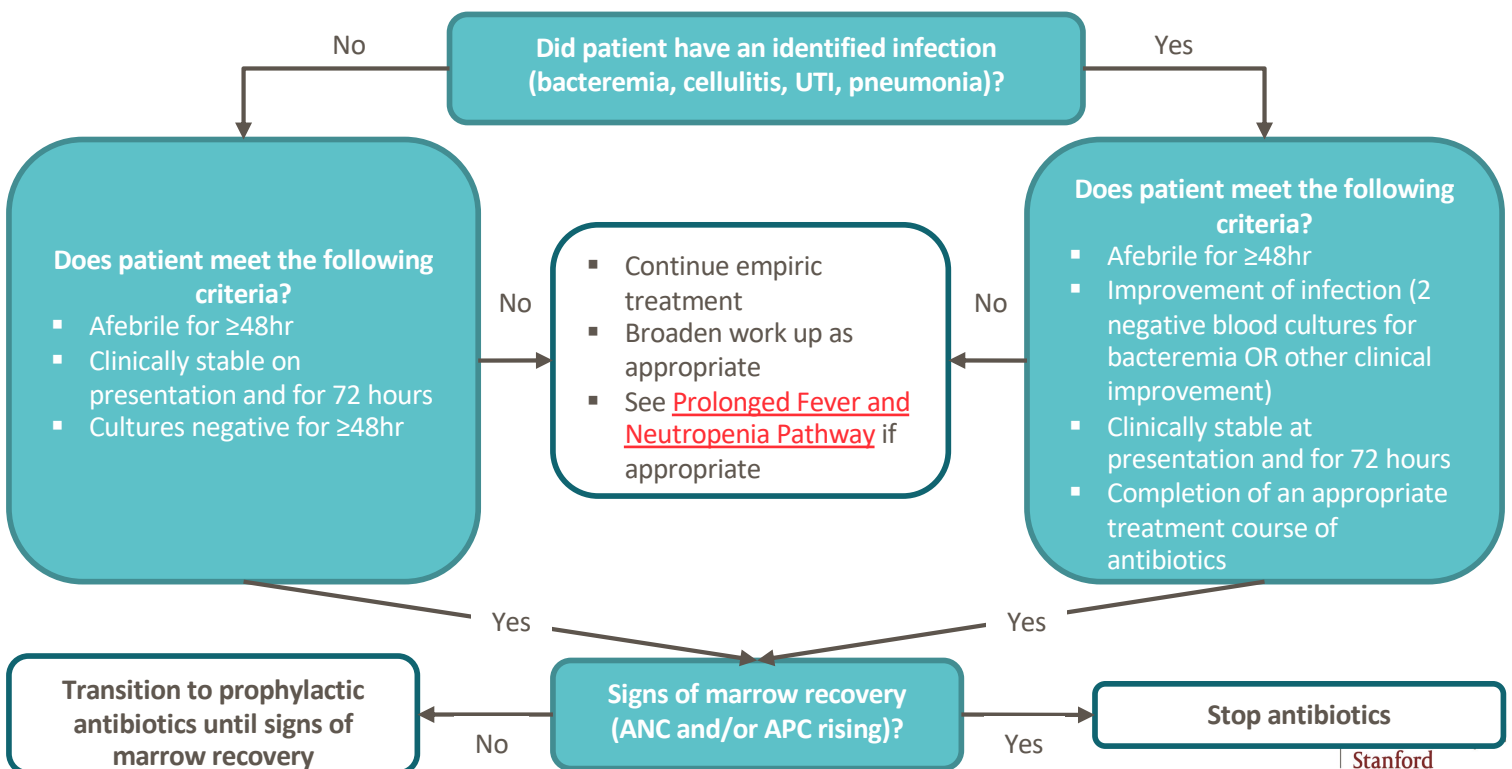 No
Did patient have an identified infection
(bacteremia, cellulitis, UTI, pneumonia)?
Yes
Does patient meet the following
criteria?
▪ Afebrile for ≥48hr
▪ Clinically stable on
presentation and for 72 hours
▪ Cultures negative for ≥48hr
No
▪ Continue empiric
treatment
▪ Broaden work up as
appropriate
▪ See Prolonged Fever and
Neutropenia Pathway if
appropriate
No
Does patient meet the following
criteria?
▪ Afebrile for ≥48hr
▪ Improvement of infection (2
negative blood cultures for
bacteremia OR other clinical
improvement)
▪ Clinically stable at
presentation and for 72 hours
▪ Completion of an appropriate
treatment course of
antibiotics
Yes
Yes
Transition to prophylactic
antibiotics until signs of
marrow recovery
No
Signs of marrow recovery
(ANC and/or APC rising)?
Yes
Stop antibiotics
Stanford